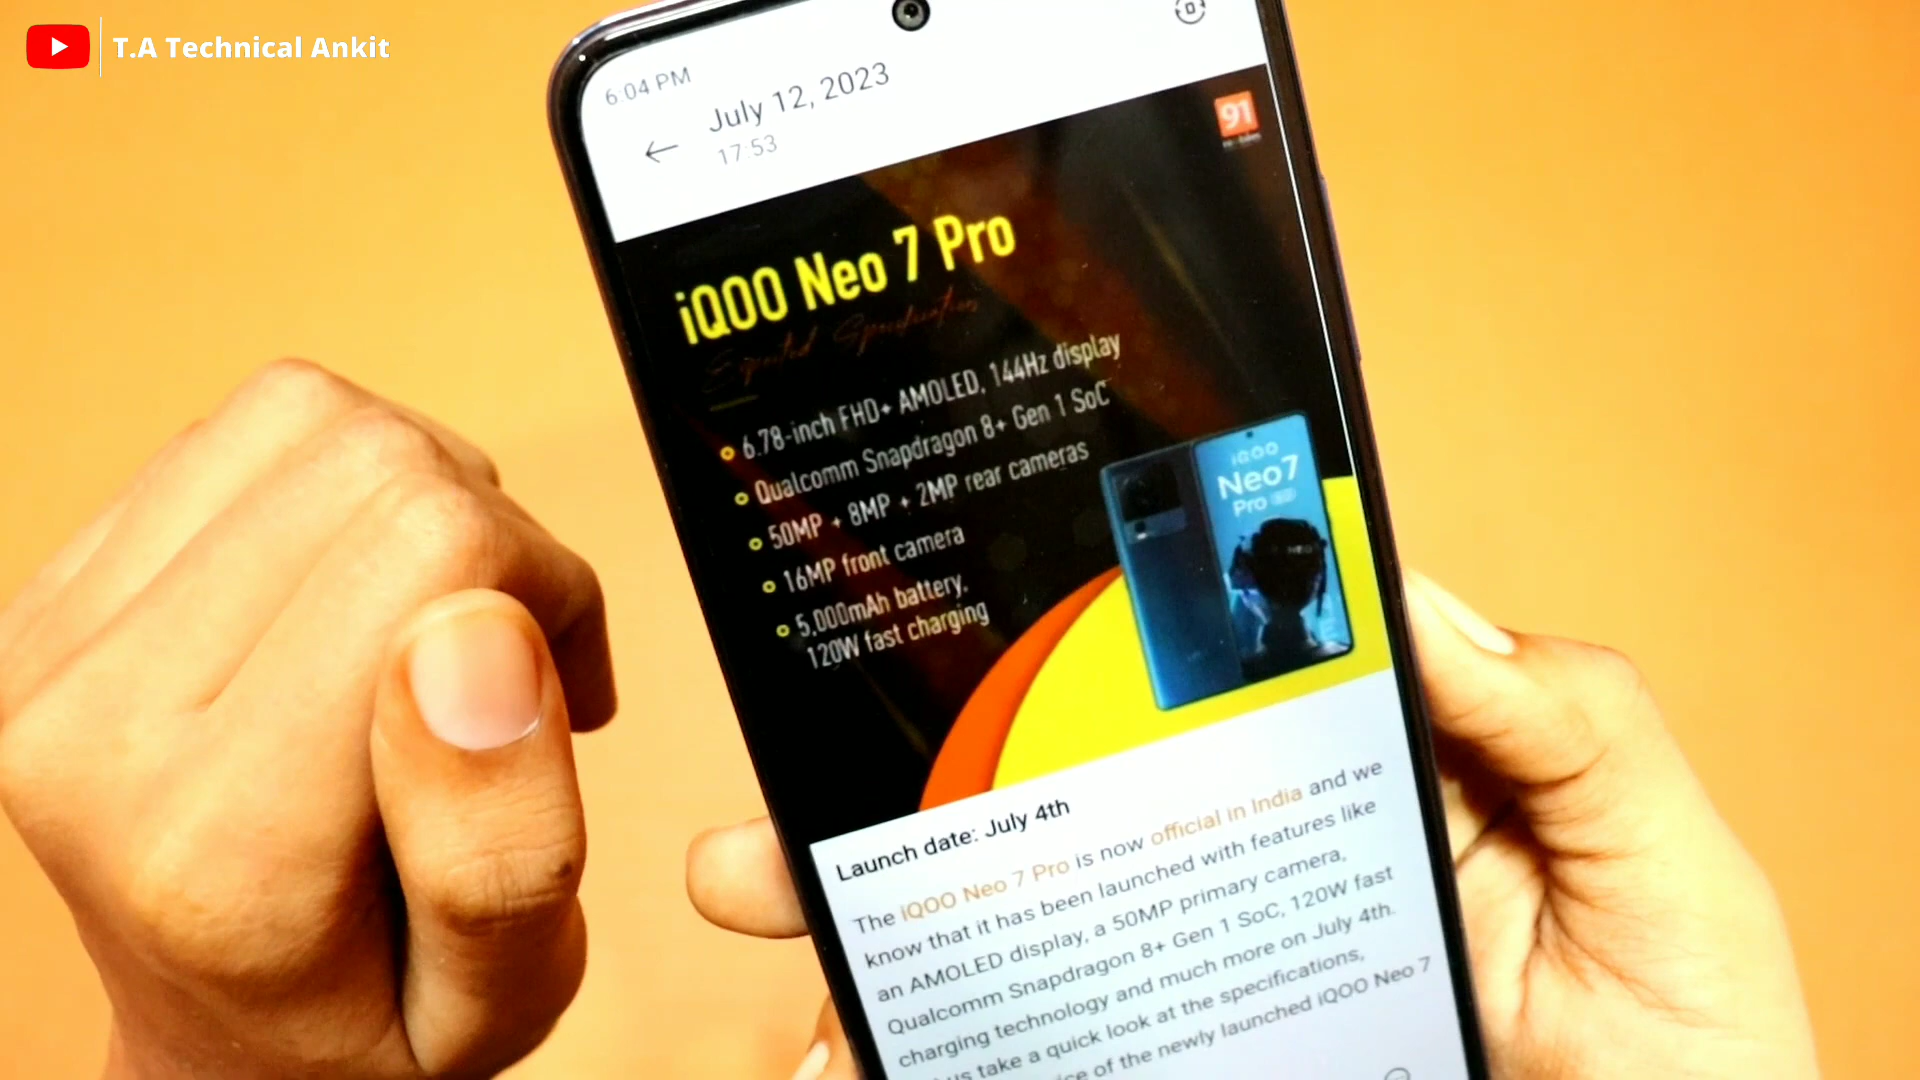 T.A Technical Ankit
6:04 PM
July 12, 2023
17:53
91
iQOO Neo 7 Pro
Expected Specifications
6.78-inch FHD+ AMOLED, 144Hz display
Qualcomm Snapdragon 8+ Gen 1 SoC
50MP + 8MP + 2MP rear cameras
16MP front camera
5,000mAh battery,
120W fast charging
iQOO
Neo7
Pro
Launch date: July 4th
The iQOO Neo 7 Pro is now official in India and we
know that it has been launched with features like
an AMOLED display, a 50MP primary camera,
Qualcomm Snapdragon 8+ Gen 1 SoC, 120W fast
charging technology and much more on July 4th.
us take a quick look at the specifications,
of the newly launched iQOO Neo 7